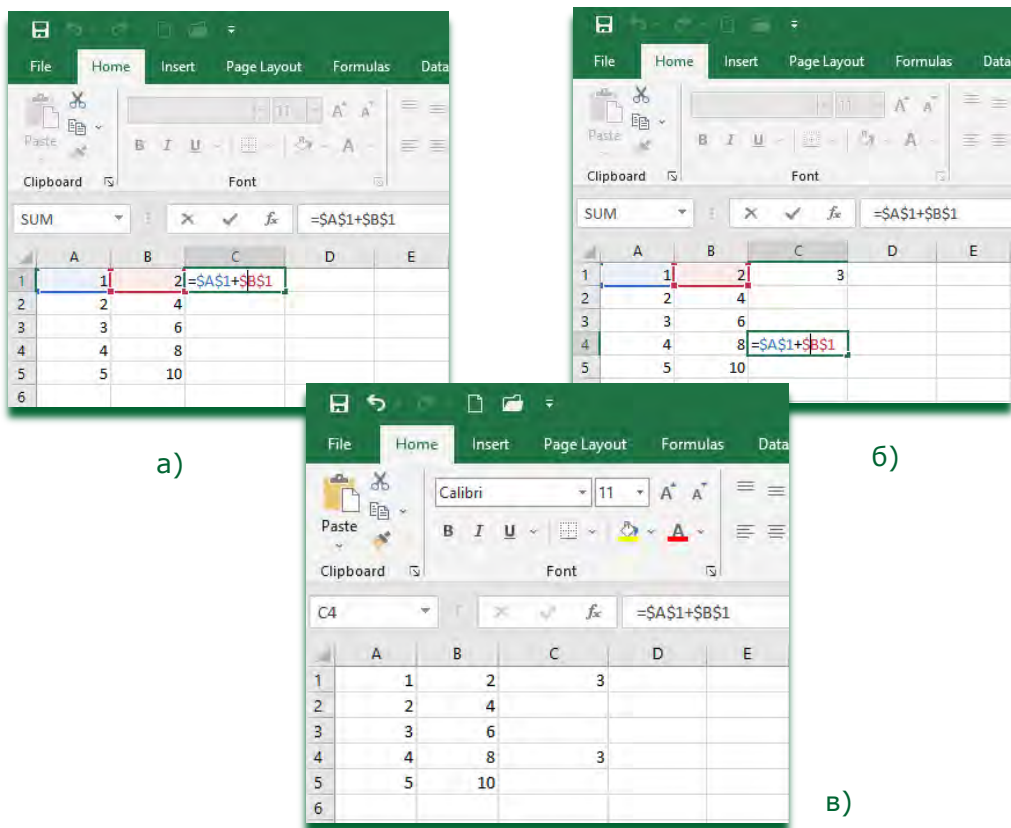 File Home Insert Page Layout Formulas Data
11 A A
Paste
B I U A
Clipboard Font
SUM fx =$A$1+$B$1
A B C D E
1 1 2 =$A$1+$B$1
2 2 4
3 3 6
4 4 8
5 5 10
6
а)
File Home Insert Page Layout Formulas Data
11 A A
Paste
B I U A
Clipboard Font
SUM fx =$A$1+$B$1
A B C D E
1 1 2 3
2 2 4
3 3 6
4 4 8 =$A$1+$B$1
5 5 10
б)
File Home Insert Page Layout Formulas Data
Calibri 11 A A
Paste
B I U A
Clipboard Font
C4 fx =$A$1+$B$1
A B C D E
1 1 2 3
2 2 4
3 3 6
4 4 8 3
5 5 10
6
в)